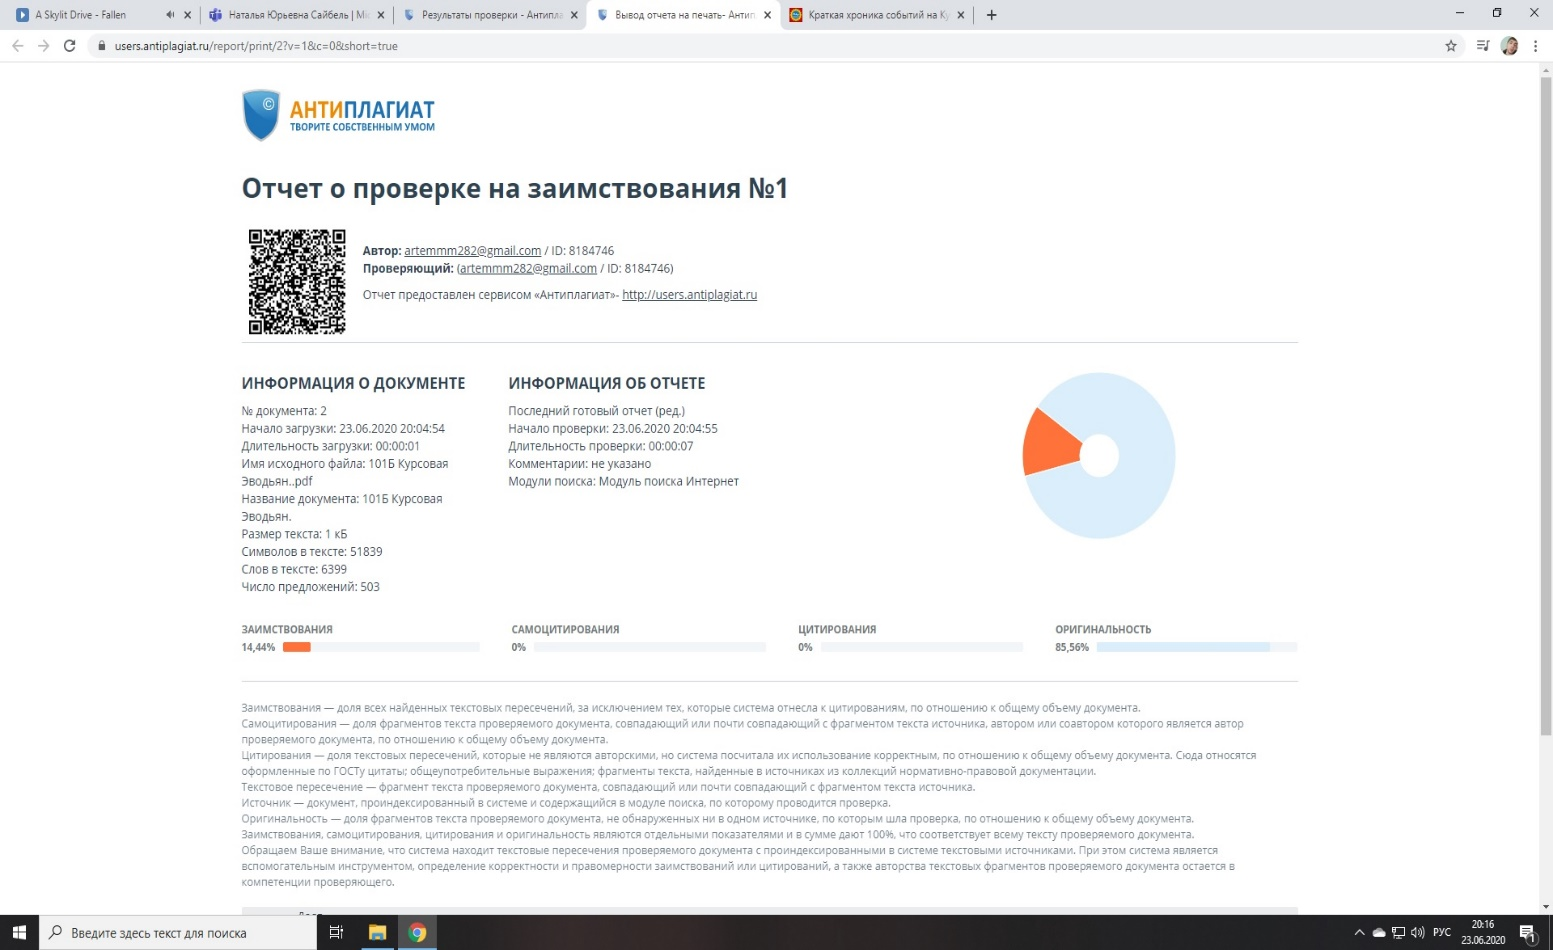 A Skylit Drive - Fallen
Наталья Юрьевна Сайбель | Mi
Результаты проверки - Антипла
Вывод отчета на печать- Антип
Краткая хроника событий на Ку
users.antiplagiat.ru/report/print/2?v=1&c=0&short=true
©
АНТИПЛАГИАТ
ТВОРИТЕ СОБСТВЕННЫМ УМОМ
Отчет о проверке на заимствования №1
Автор: artemmm282@gmail.com / ID: 8184746
Проверяющий: (artemmm282@gmail.com / ID: 8184746)
Отчет предоставлен сервисом «Антиплагиат»- http://users.antiplagiat.ru
ИНФОРМАЦИЯ О ДОКУМЕНТЕ
№ документа: 2
Начало загрузки: 23.06.2020 20:04:54
Длительность загрузки: 00:00:01
Имя исходного файла: 101Б Курсовая
Эводьян..pdf
Название документа: 101Б Курсовая
Эводьян.
Размер текста: 1 кБ
Cимволов в тексте: 51839
Слов в тексте: 6399
Число предложений: 503
ИНФОРМАЦИЯ ОБ ОТЧЕТЕ
Последний готовый отчет (ред.)
Начало проверки: 23.06.2020 20:04:55
Длительность проверки: 00:00:07
Комментарии: не указано
Модули поиска: Модуль поиска Интернет
ЗАИМСТВОВАНИЯ
14,44%
САМОЦИТИРОВАНИЯ
0%
ЦИТИРОВАНИЯ
0%
ОРИГИНАЛЬНОСТЬ
85,56%
Заимствования — доля всех найденных текстовых пересечений, за исключением тех, которые система отнесла к цитированиям, по отношению к общему объему документа.
Самоцитирования — доля фрагментов текста проверяемого документа, совпадающий или почти совпадающий с фрагментом текста источника, автором или соавтором которого является автор
проверяемого документа, по отношению к общему объему документа.
Цитирования — доля текстовых пересечений, которые не являются авторскими, но система посчитала их использование корректным, по отношению к общему объему документа. Сюда относятся
оформленные по ГОСТу цитаты; общеупотребительные выражения; фрагменты текста, найденные в источниках из коллекций нормативно-правовой документации.
Текстовое пересечение — фрагмент текста проверяемого документа, совпадающий или почти совпадающий с фрагментом текста источника.
Источник — документ, проиндексированный в системе и содержащийся в модуле поиска, по которому проводится проверка.
Оригинальность — доля фрагментов текста проверяемого документа, не обнаруженных ни в одном источнике, по которым шла проверка, по отношению к общему объему документа.
Заимствования, самоцитирования, цитирования и оригинальность являются отдельными показателями и в сумме дают 100%, что соответствует всему тексту проверяемого документа.
Обращаем Ваше внимание, что система находит текстовые пересечения проверяемого документа с проиндексированными в системе текстовыми источниками. При этом система является
вспомогательным инструментом, определение корректности и правомерности заимствований или цитирований, а также авторства текстовых фрагментов проверяемого документа остается в
компетенции проверяющего.
Введите здесь текст для поиска
РУС
20:16
23.06.2020
1